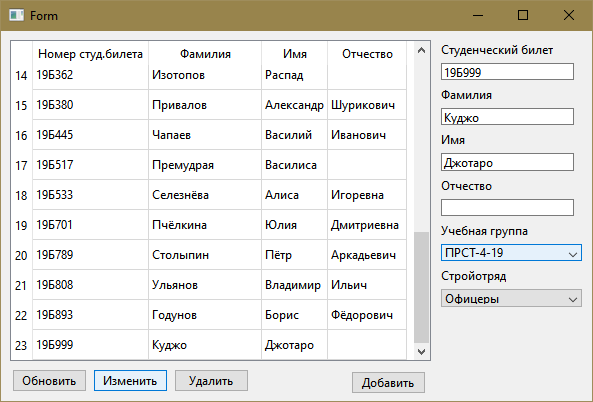 Form
Номер студ.билета Фамилия Имя Отчество
14 19Б362 Изотопов Распад
15 19Б380 Привалов Александр Шурикович
16 19Б445 Чапаев Василий Иванович
17 19Б517 Премудрая Василиса
18 19Б533 Селезнёва Алиса Игоревна
19 19Б701 Пчёлкина Юлия Дмитриевна
20 19Б789 Столыпин Пётр Аркадьевич
21 19Б808 Ульянов Владимир Ильич
22 19Б893 Годунов Борис Фёдорович
23 19Б999 Куджо Джотаро
Студенческий билет
19Б999
Фамилия
Куджо
Имя
Джотаро
Отчество
Учебная группа
ПРСТ-4-19
Стройотряд
Офицеры
Обновить Изменить Удалить Добавить